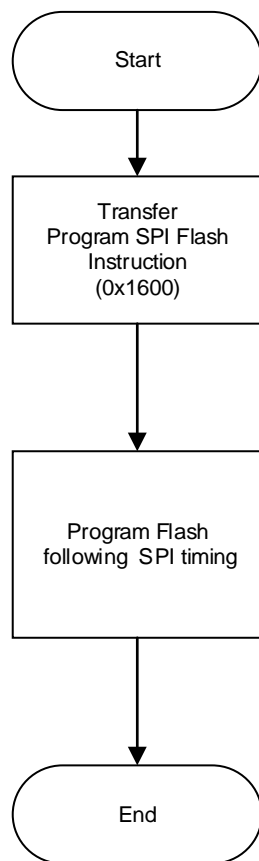 Start
Transfer
Program SPI Flash
Instruction
(0x1600)
Program Flash
following SPI timing
End